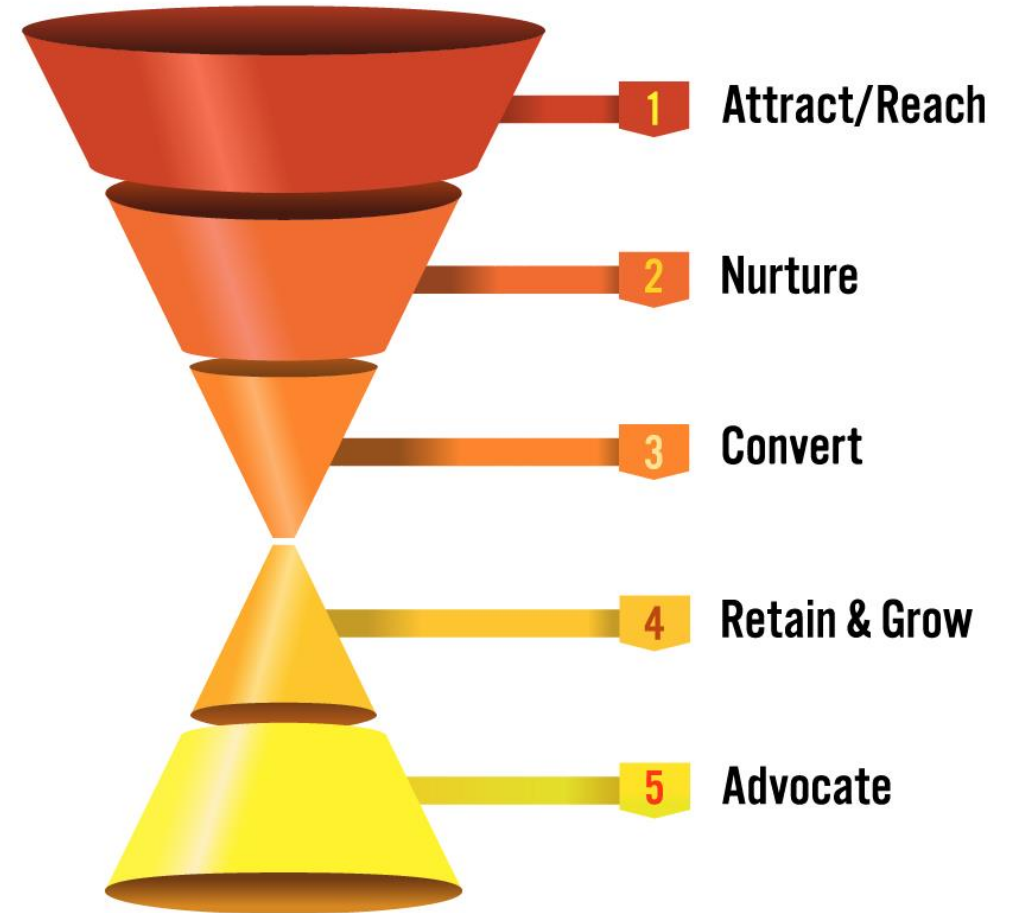 1 Attract/Reach
2 Nurture
3 Convert
4 Retain & Grow
5 Advocate